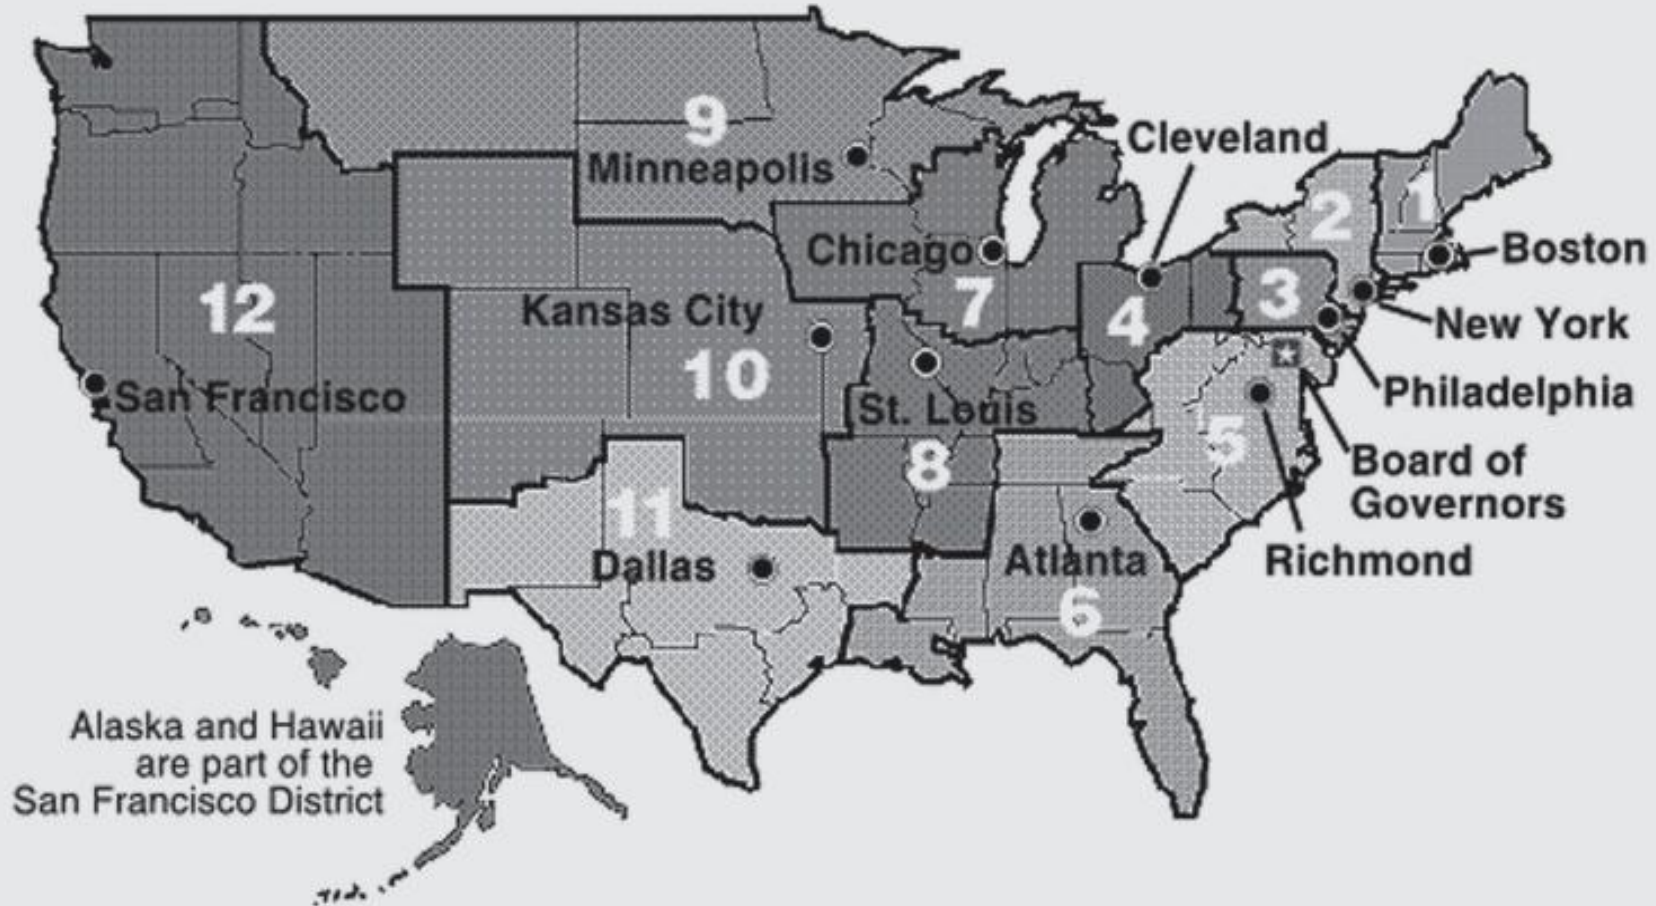 Cleveland
9
Minneapolis
2
1
Chicago
Boston
12
Kansas City
7
4
3
New York
10
San Francisco
St. Louis
Philadelphia
5
8
Board of
Governors
11
Dallas
Atlanta
Richmond
6
Alaska and Hawaii
are part of the
San Francisco District